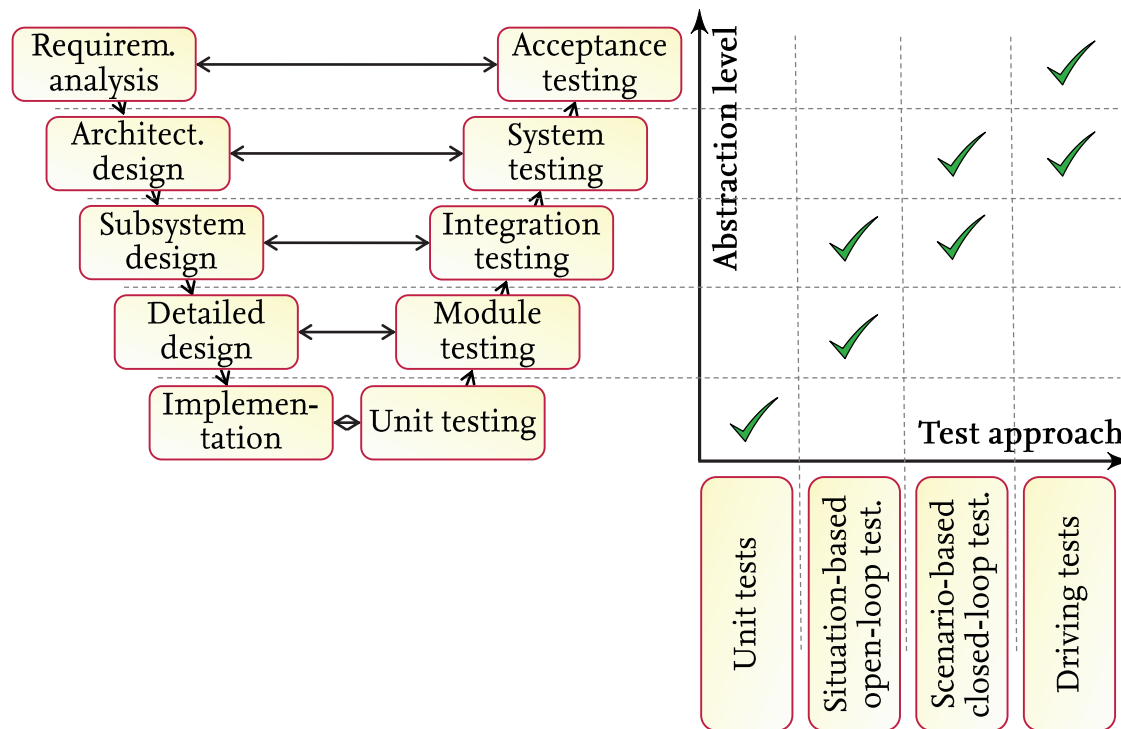 Requirem.
analysis
Acceptance
testing
Architect.
design
System
testing
Subsystem
design
Integration
testing
Detailed
design
Module
testing
Implemen-
tation
Unit testing
Abstraction level
Test approach
Unit tests
Situation-based
open-loop test.
Scenario-based
closed-loop test.
Driving tests